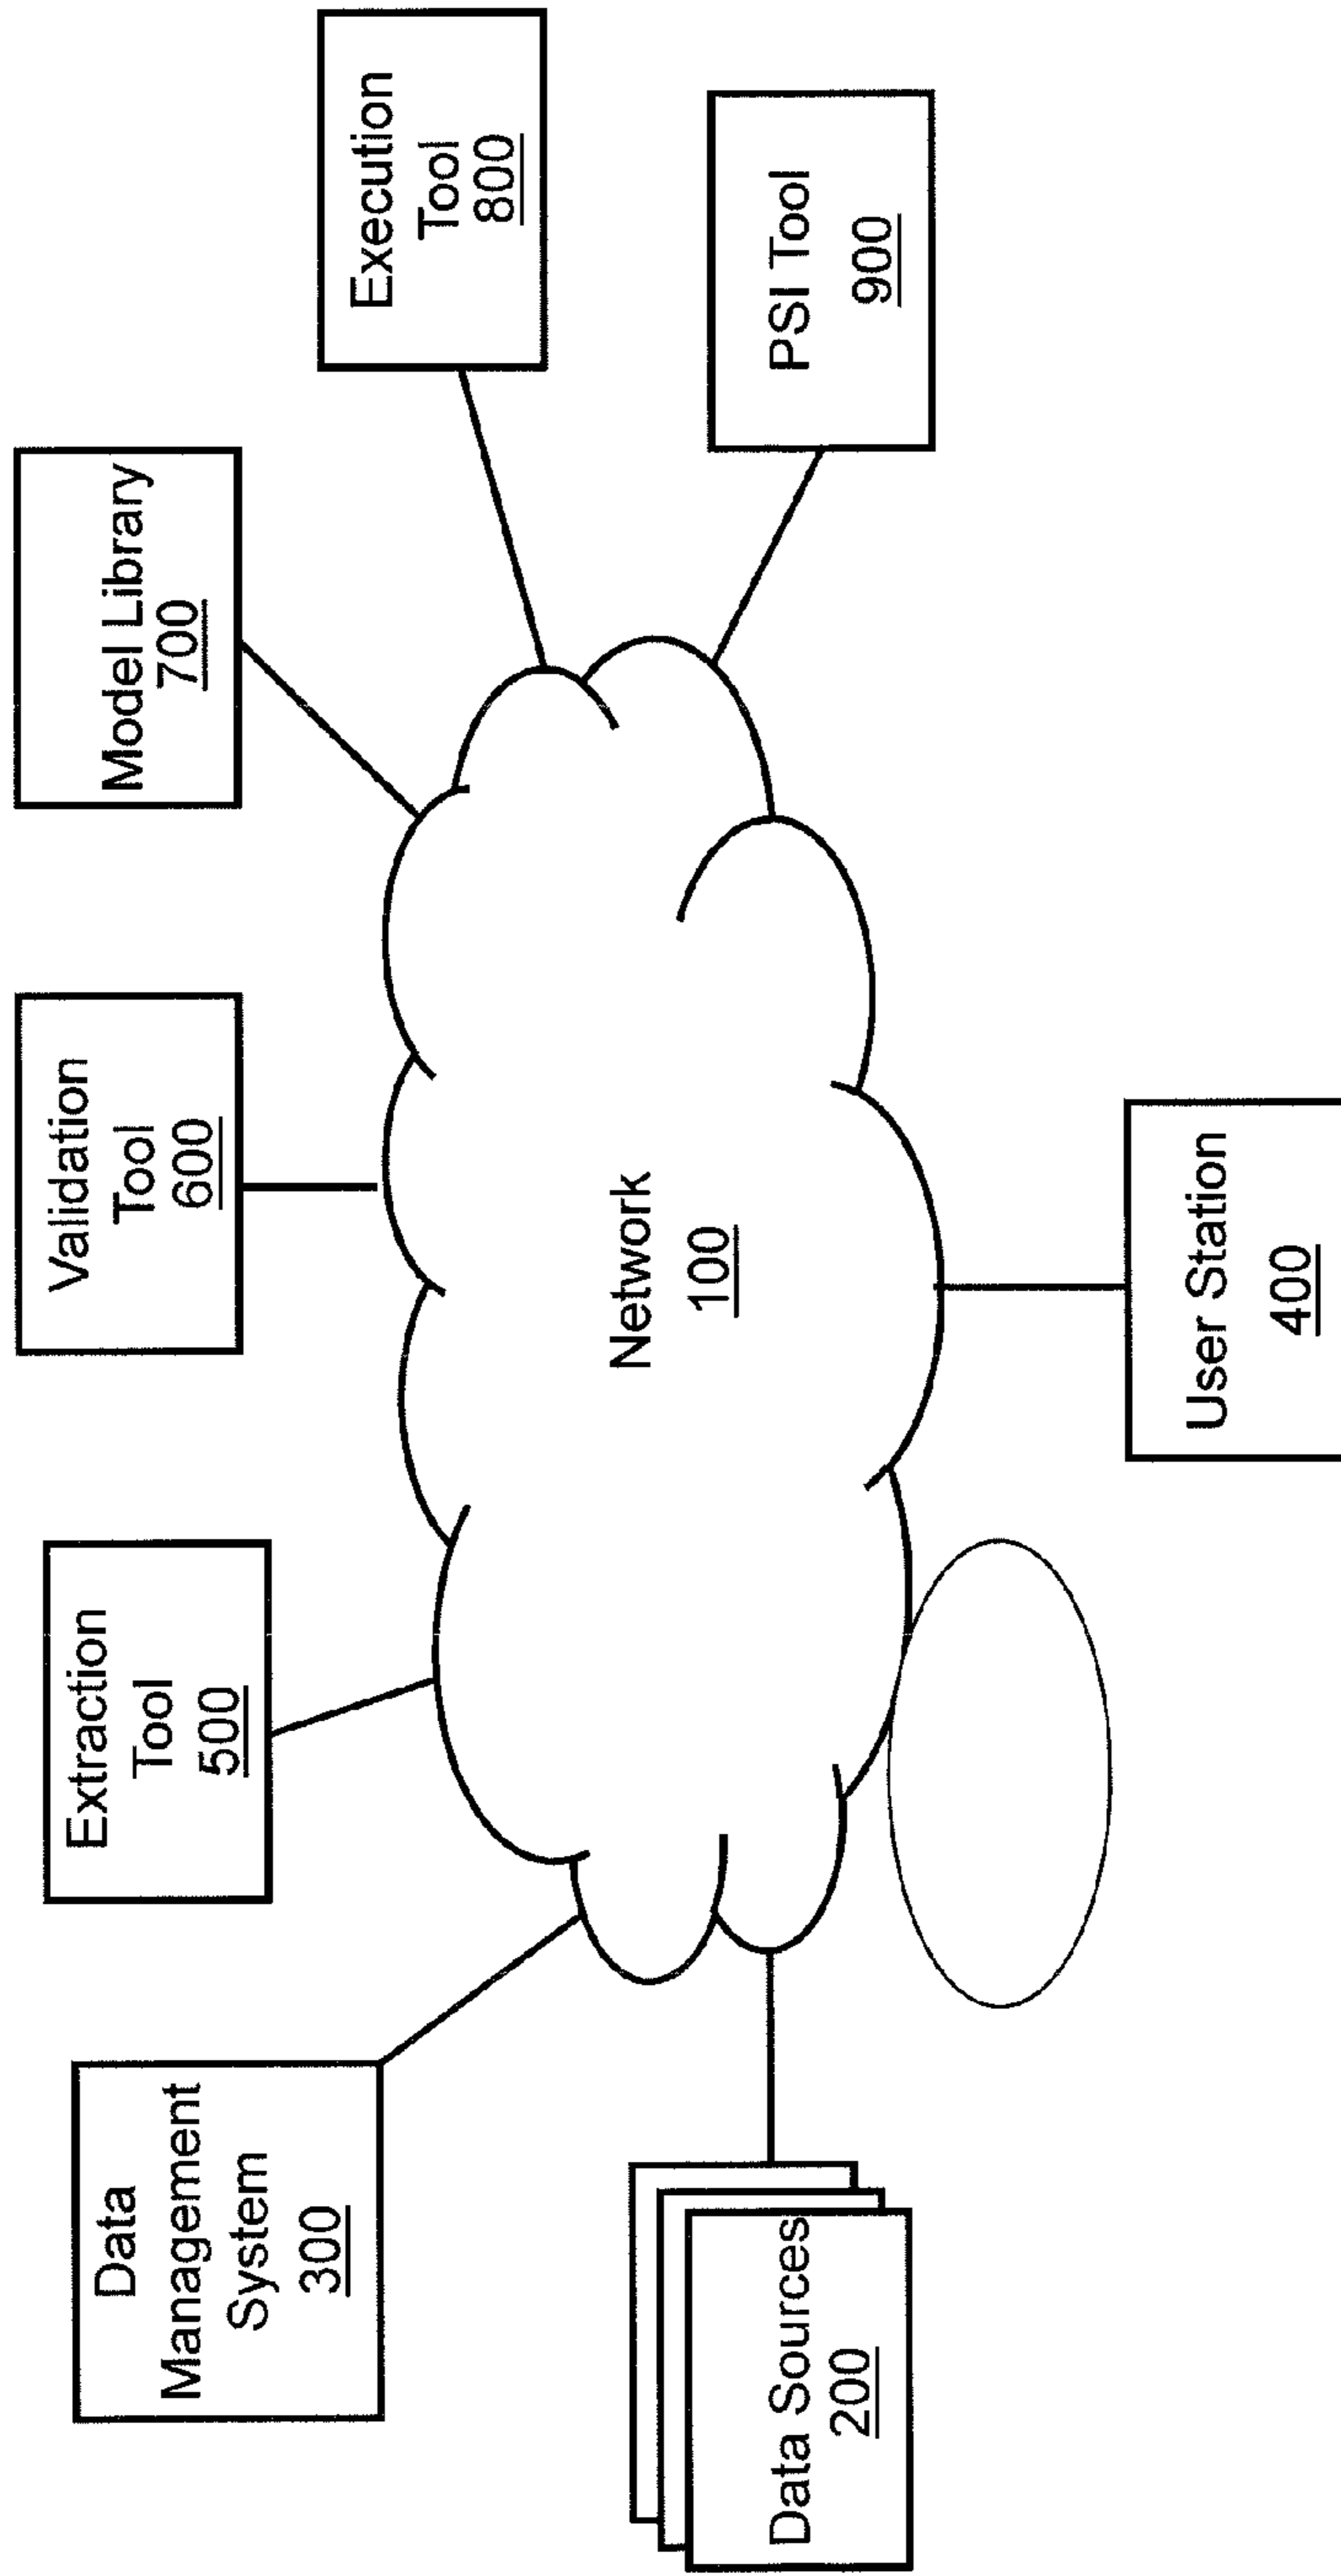 Data
Management
System
300
Extraction
Tool
500
Validation
Tool
600
Model Library
700
Execution
Tool
800
PSI Tool
900
Network
100
Data Sources
200
User Station
400